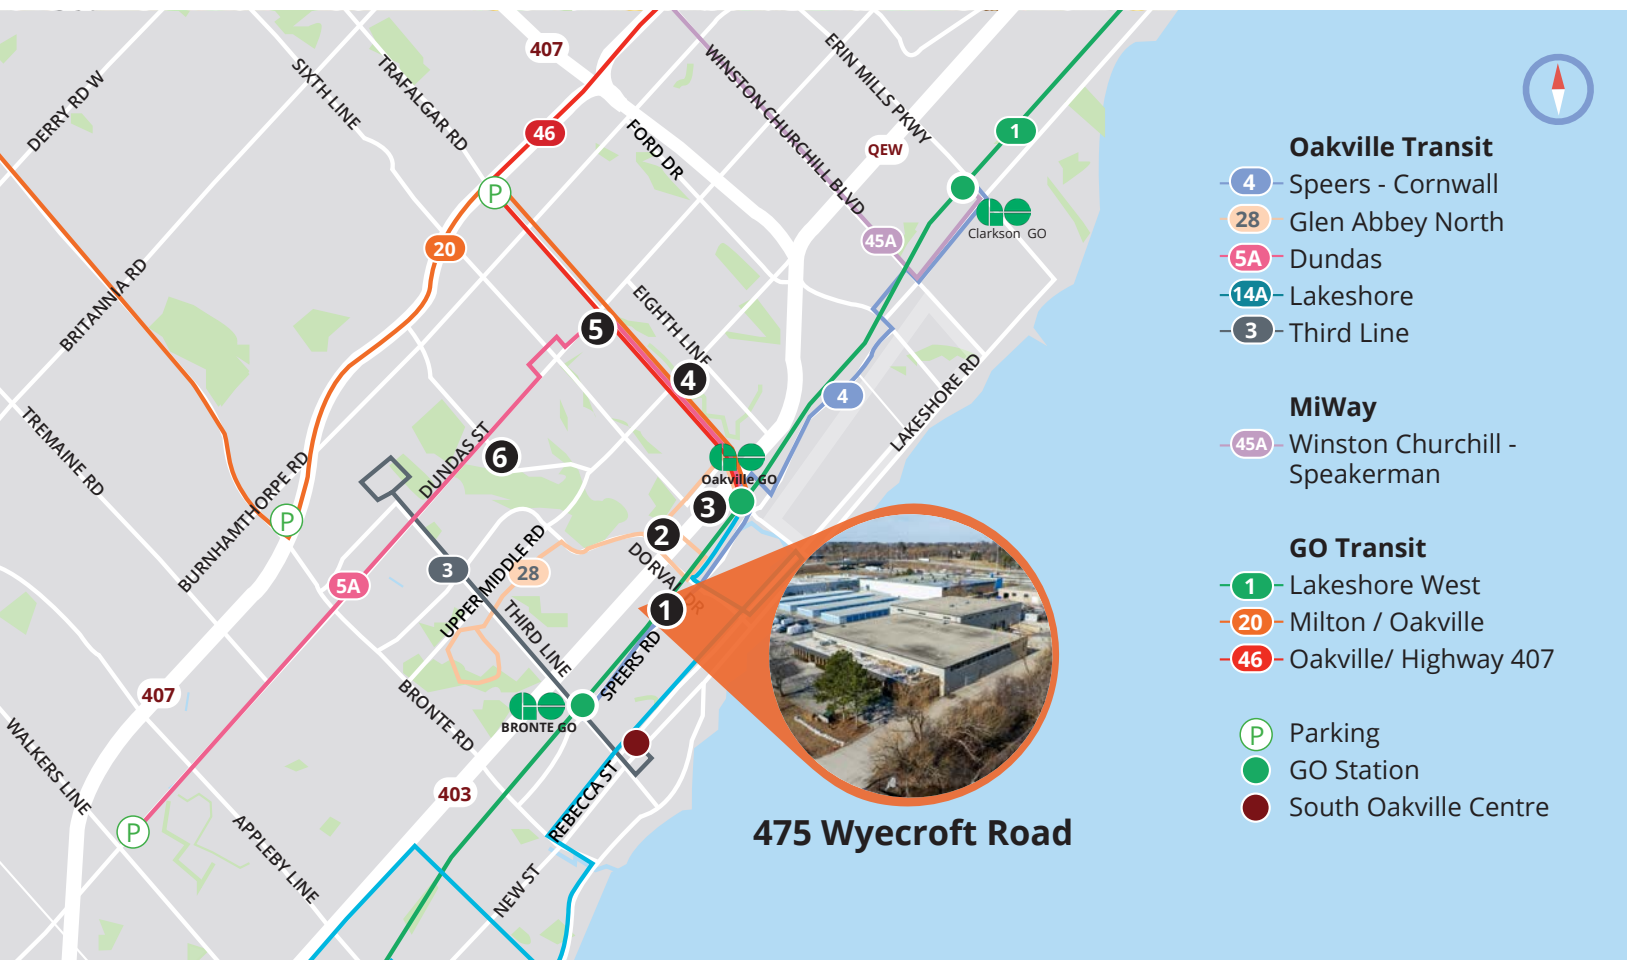 407
ERIN MILLS PKWY
WINSTON CHURCHILL BLVD
TRAFALGAR RD
SIXTH LINE
DERRY RD W
46
FORD DR
1
QEW
P
Clarkson GO
45A
20
BRITANNIA RD
EIGHTH LINE
5
4
4
LAKESHORE RD
TREMAINE RD
DUNDAS ST
6
Oakville GO
BURNHAMTHORPE RD
P
3
2
DORVAL DR
UPPER MIDDLE RD
3
28
5A
1
THIRD LINE
SPEERS RD
407
BRONTE RD
BRONTE GO
WALKERS LINE
403
REBECCA ST
P
APPLEBY LINE
NEW ST
475 Wyecroft Road
Oakville Transit
4 Speers - Cornwall
28 Glen Abbey North
5A Dundas
14A Lakeshore
3 Third Line
MiWay
45A Winston Churchill -
Speakerman
GO Transit
1 Lakeshore West
20 Milton / Oakville
46 Oakville/ Highway 407
P Parking
GO Station
South Oakville Centre